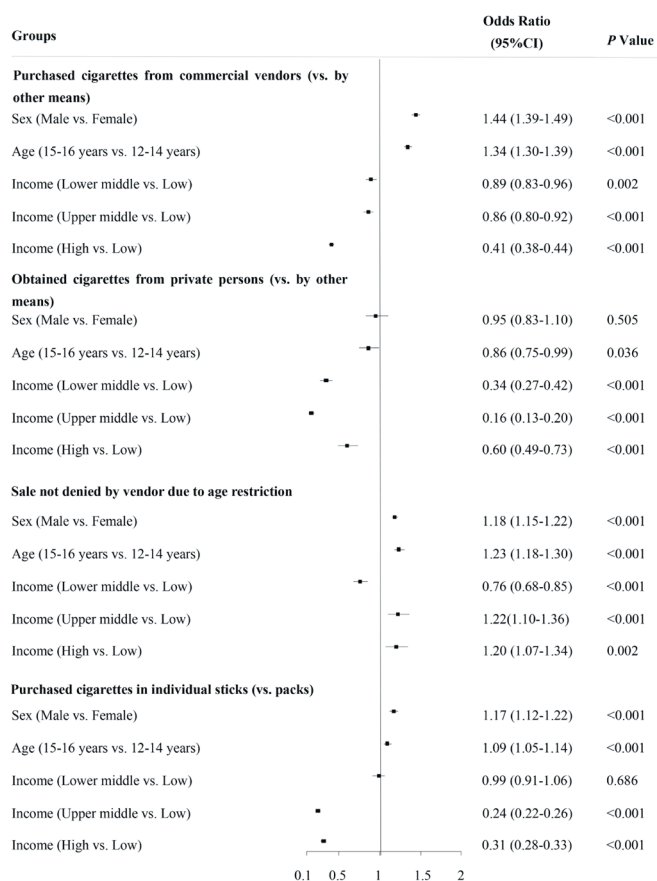 Groups Odds Ratio (95%CI) P Value
Purchased cigarettes from commercial vendors (vs. by
other means)
Sex (Male vs. Female) 1.44 (1.39-1.49) <0.001
Age (15-16 years vs. 12-14 years) 1.34 (1.30-1.39) <0.001
Income (Lower middle vs. Low) 0.89 (0.83-0.96) 0.002
Income (Upper middle vs. Low) 0.86 (0.80-0.92) <0.001
Income (High vs. Low) 0.41 (0.38-0.44) <0.001
Obtained cigarettes from private persons (vs. by other
means)
Sex (Male vs. Female) 0.95 (0.83-1.10) 0.505
Age (15-16 years vs. 12-14 years) 0.86 (0.75-0.99) 0.036
Income (Lower middle vs. Low) 0.34 (0.27-0.42) <0.001
Income (Upper middle vs. Low) 0.16 (0.13-0.20) <0.001
Income (High vs. Low) 0.60 (0.49-0.73) <0.001
Sale not denied by vendor due to age restriction
Sex (Male vs. Female) 1.18 (1.15-1.22) <0.001
Age (15-16 years vs. 12-14 years) 1.23 (1.18-1.30) <0.001
Income (Lower middle vs. Low) 0.76 (0.68-0.85) <0.001
Income (Upper middle vs. Low) 1.22(1.10-1.36) <0.001
Income (High vs. Low) 1.20 (1.07-1.34) 0.002
Purchased cigarettes in individual sticks (vs. packs)
Sex (Male vs. Female) 1.17 (1.12-1.22) <0.001
Age (15-16 years vs. 12-14 years) 1.09 (1.05-1.14) <0.001
Income (Lower middle vs. Low) 0.99 (0.91-1.06) 0.686
Income (Upper middle vs. Low) 0.24 (0.22-0.26) <0.001
Income (High vs. Low) 0.31 (0.28-0.33) <0.001
0.1 0.5 1 1.5 2